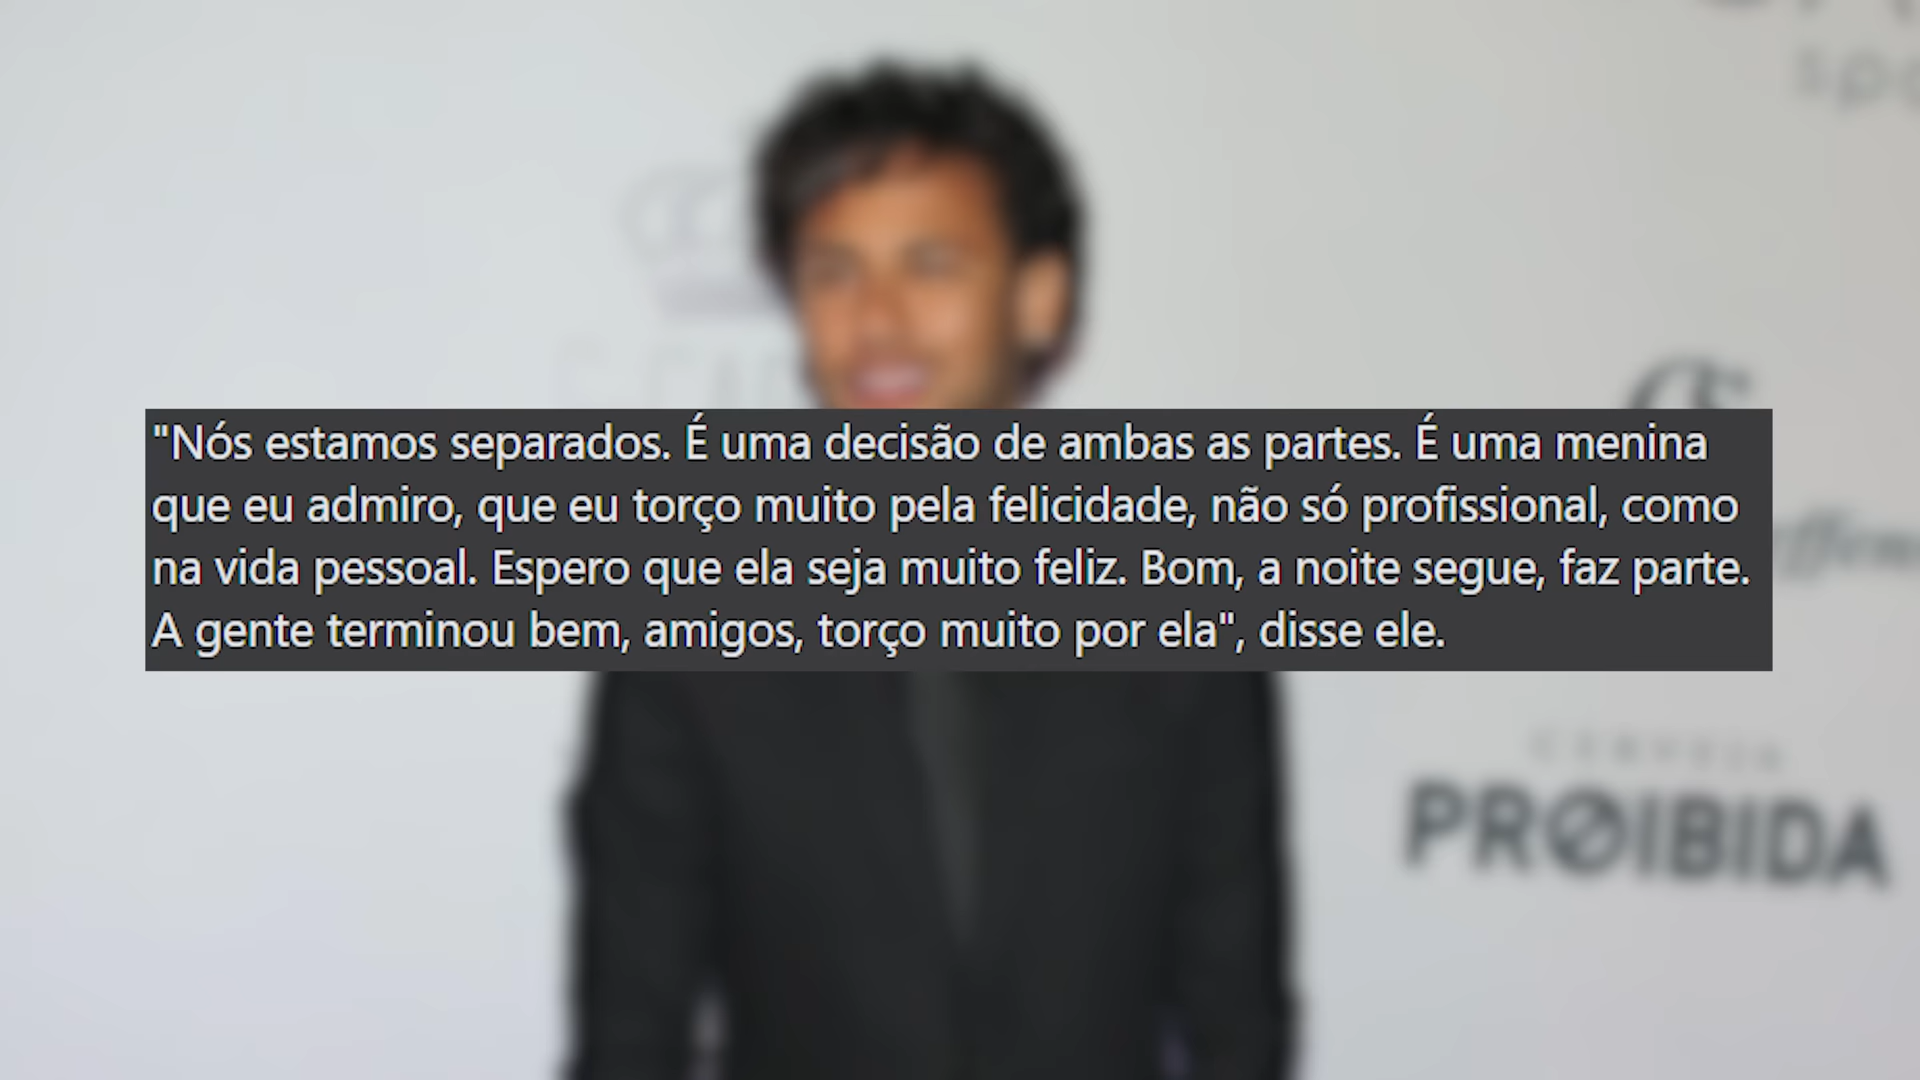 "Nós estamos separados. É uma decisão de ambas as partes. É uma menina
que eu admiro, que eu torço muito pela felicidade, não só profissional, como
na vida pessoal. Espero que ela seja muito feliz. Bom, a noite segue, faz parte.
A gente terminou bem, amigos, torço muito por ela", disse ele.
CERVEJA
PROIBIDA